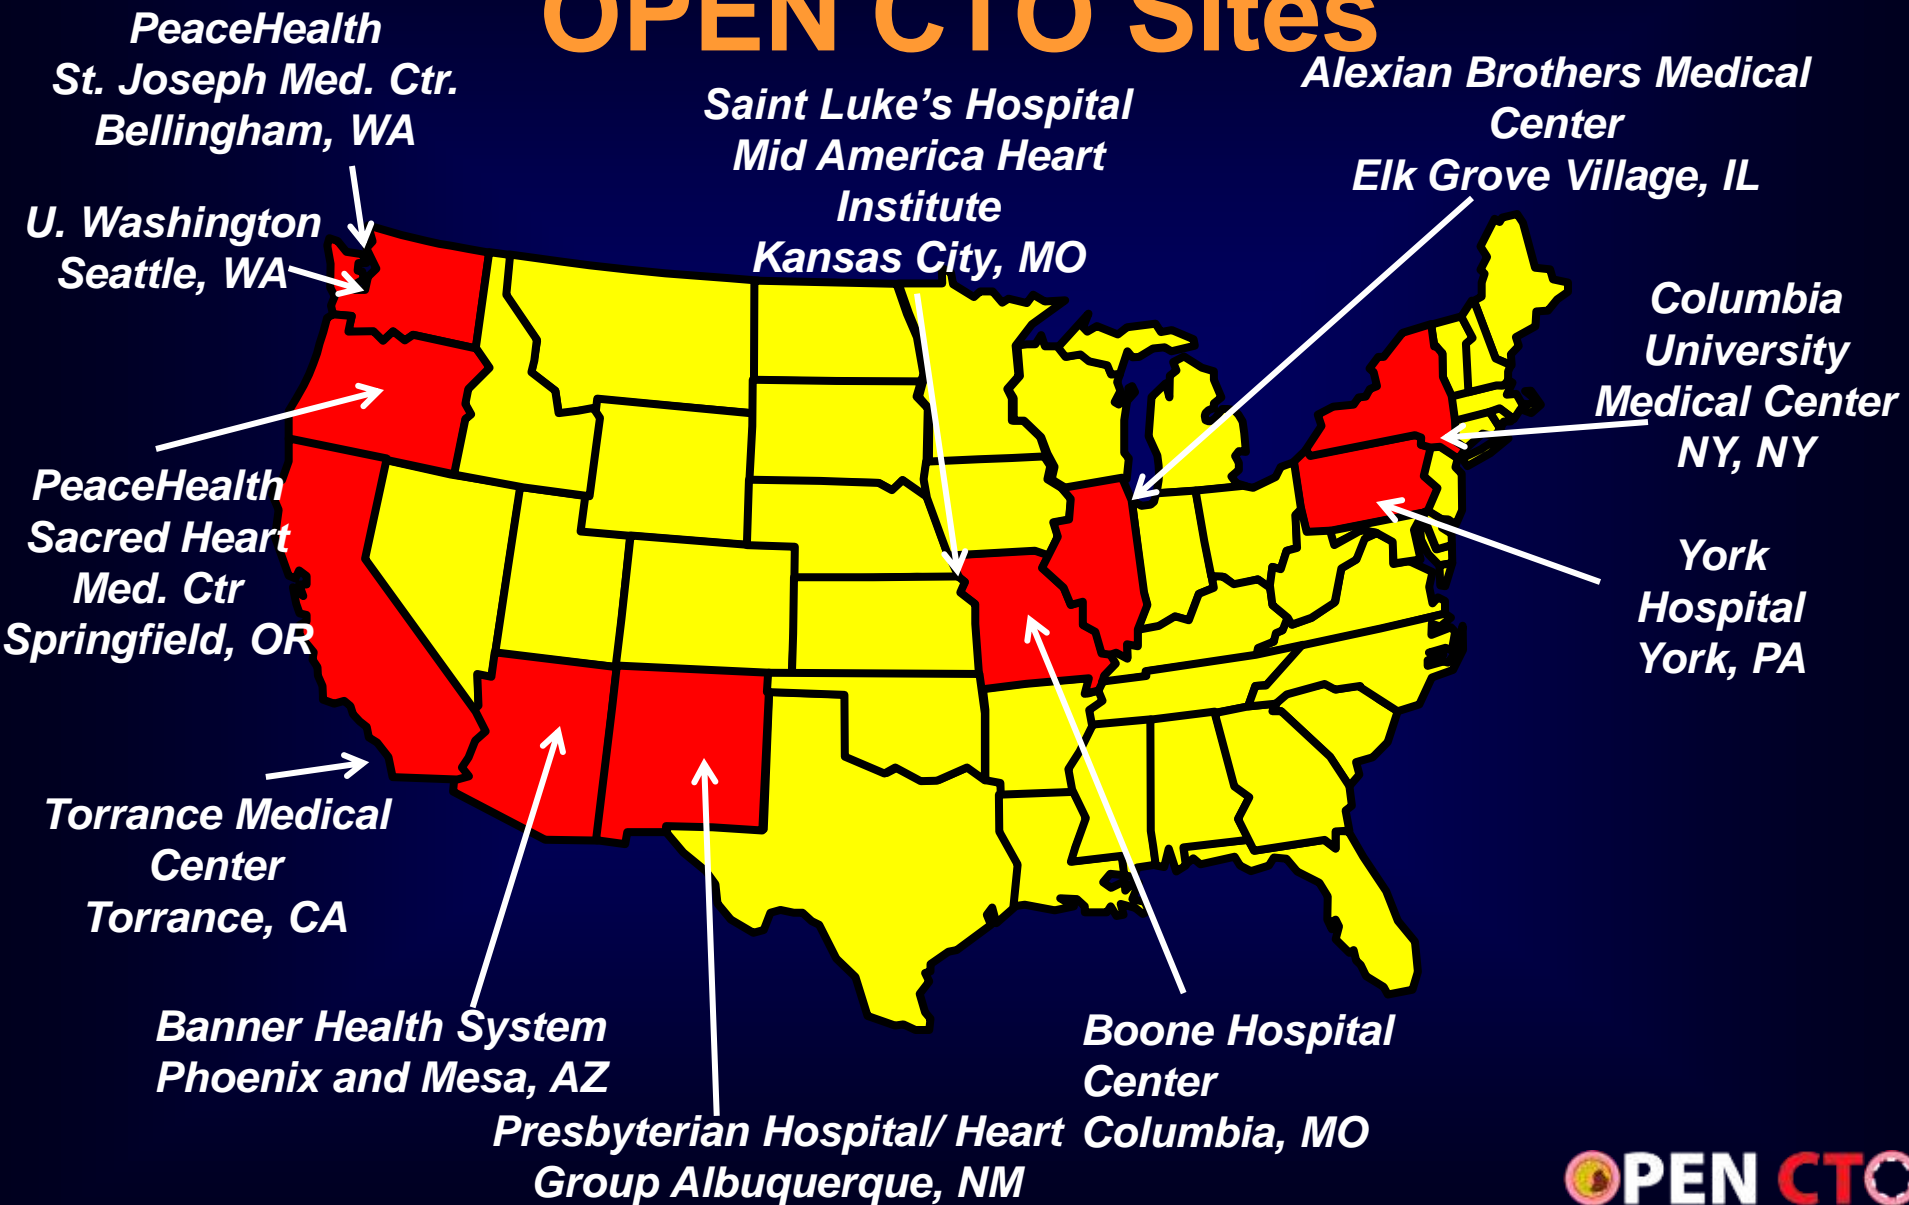 OPEN CTO Sites
PeaceHealth
St. Joseph Med. Ctr.
Bellingham, WA
U. Washington
Seattle, WA
Saint Luke’s Hospital
Mid America Heart
Institute
Kansas City, MO
Alexian Brothers Medical
Center
Elk Grove Village, IL
Columbia
University
Medical Center
NY, NY
PeaceHealth
Sacred Heart
Med. Ctr
Springfield, OR
York
Hospital
York, PA
Torrance Medical
Center
Torrance, CA
Banner Health System
Phoenix and Mesa, AZ
Boone Hospital
Center
Columbia, MO
Presbyterian Hospital/ Heart
Group Albuquerque, NM
OPEN CTO